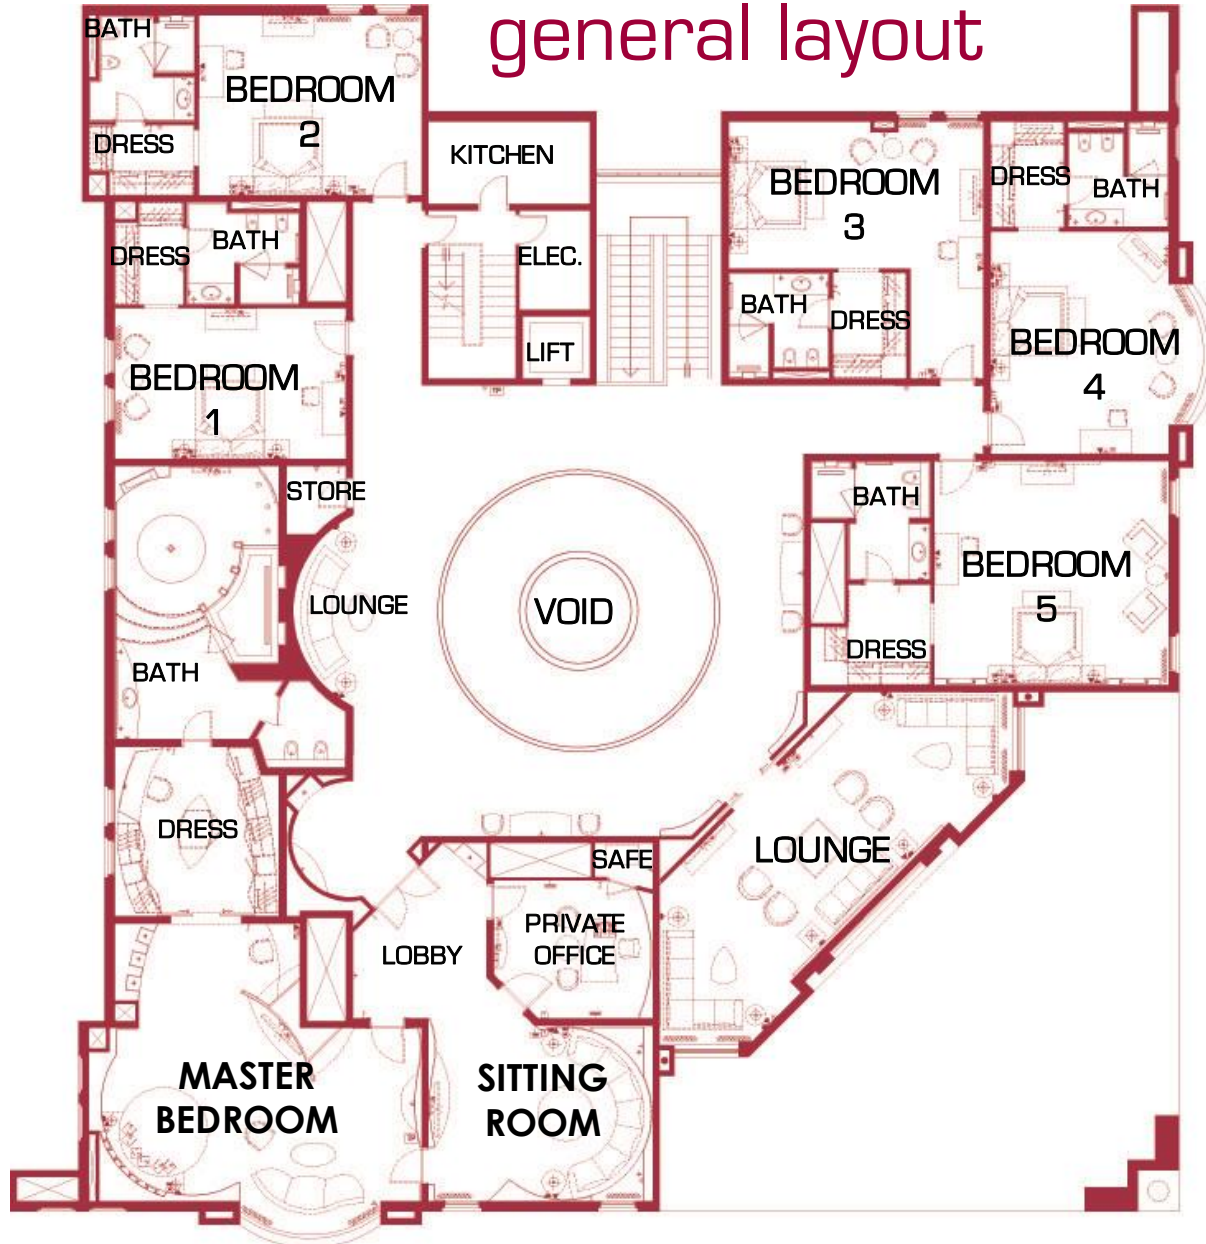 general layout
BATH
BEDROOM
2
DRESS
KITCHEN
BEDROOM
3
DRESS
BATH
DRESS
BATH
ELEC.
BATH
DRESS
LIFT
BEDROOM
4
BEDROOM
1
STORE
BATH
LOUNGE
VOID
BEDROOM
5
DRESS
BATH
DRESS
LOUNGE
SAFE
PRIVATE
OFFICE
LOBBY
MASTER
BEDROOM
SITTING
ROOM